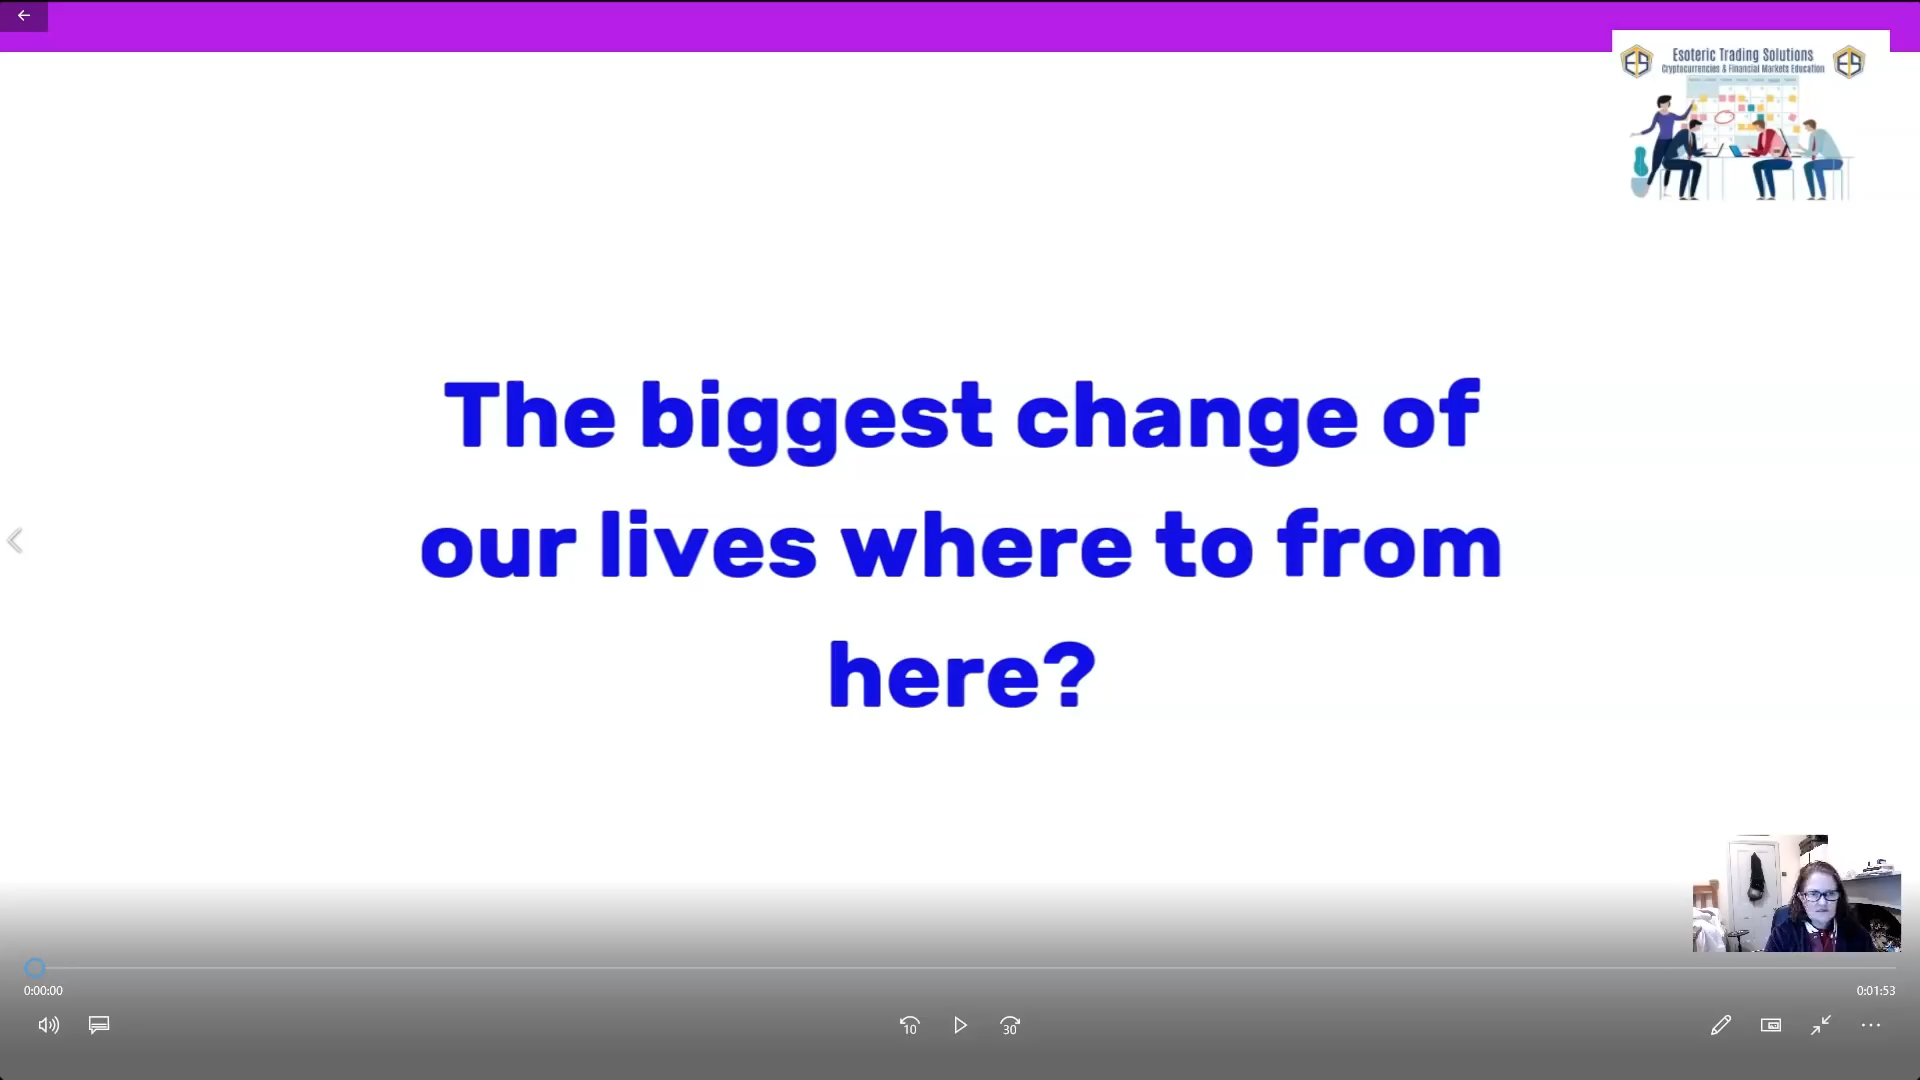 Esoteric Trading Solutions
Cryptocurrencies & Financial Markets Education
The biggest change of
our lives where to from
here?
0:00:00
0:01:53
10
30